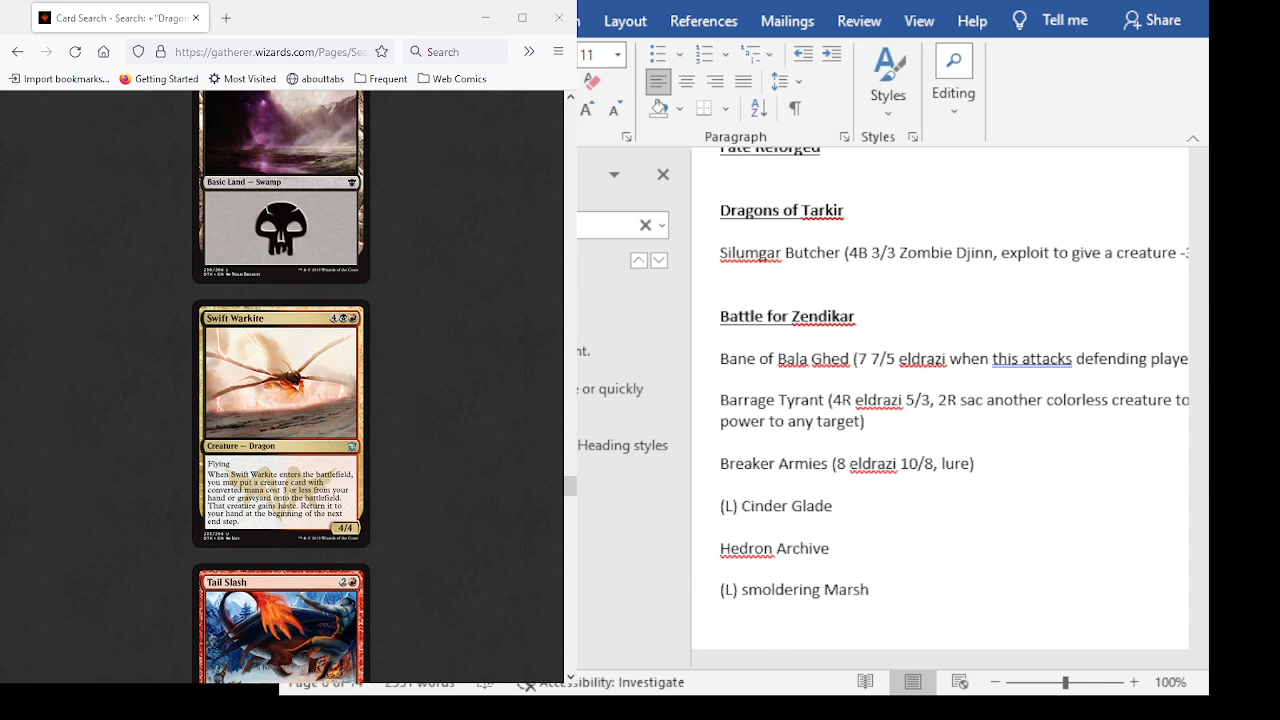 Card Search - Search: +"Dragon
https://gatherer.wizards.com/Pages/Sea
Search
Import bookmarks...
Getting Started
Most Visited
abouttabs
Frequent
Web Comics
Basic Land — Swamp
Swift Warkite
4
Creature — Dragon
Flying
When Swift Warkite enters the battlefield,
you may put a creature card with
converted mana cost 3 or less from your
hand or graveyard onto the battlefield.
That creature gains haste. Return it to
your hand at the beginning of the next
end step.
4/4
Tail Slash
2
Layout
References
Mailings
Review
View
Help
Tell me
Share
11
Styles
Editing
Paragraph
Styles
Fate Reforged
Dragons of Tarkir
Silumgar Butcher (4B 3/3 Zombie Djinn, exploit to give a creature -3
Battle for Zendikar
Bane of Bala Ghed (7 7/5 eldrazi when this attacks defending playe
Barrage Tyrant (4R eldrazi 5/3, 2R sac another colorless creature to
power to any target)
Breaker Armies (8 eldrazi 10/8, lure)
(L) Cinder Glade
Hedron Archive
(L) smoldering Marsh
nt.
e or quickly
Heading styles
words
Accessibility: Investigate
100%